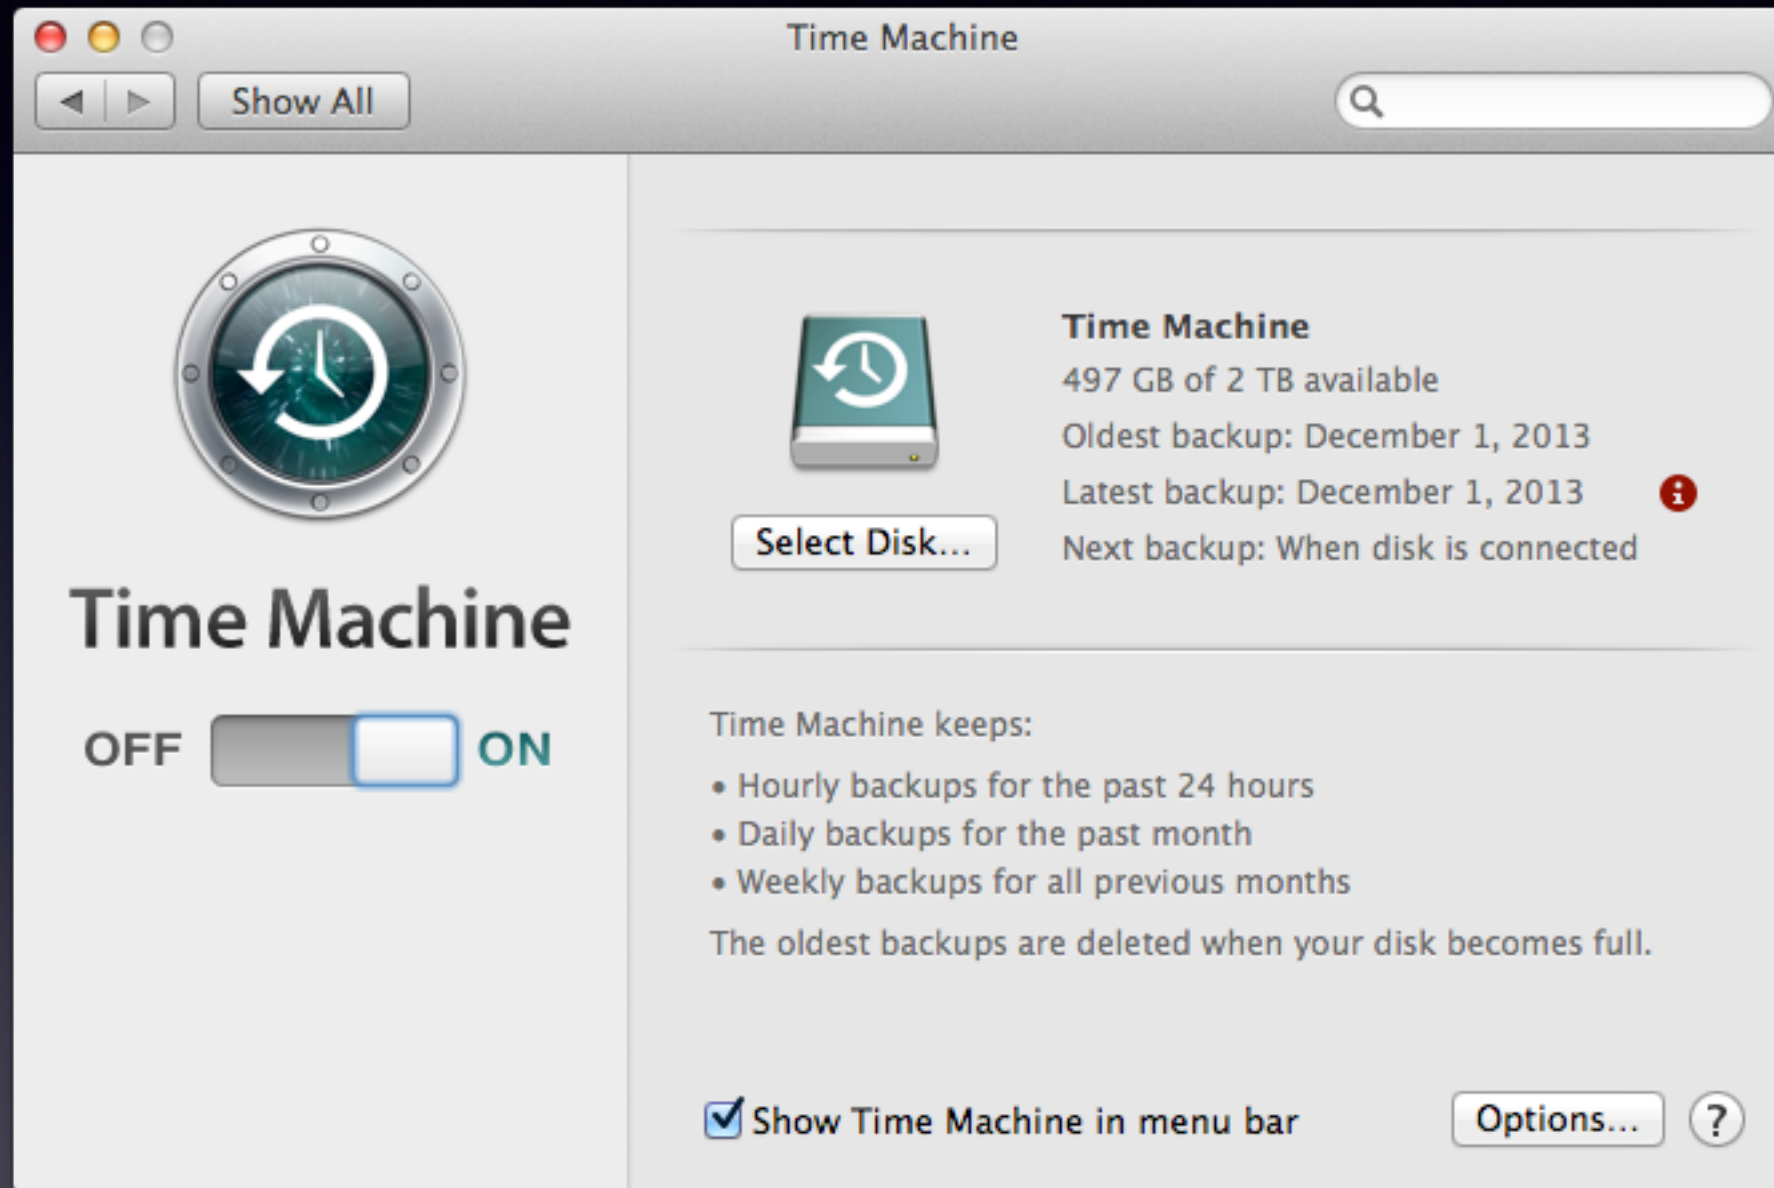 Time Machine
Show All
Time Machine
OFF ON
Time Machine
497 GB of 2 TB available
Oldest backup: December 1, 2013
Latest backup: December 1, 2013
Next backup: When disk is connected
Select Disk...
Time Machine keeps:
• Hourly backups for the past 24 hours
• Daily backups for the past month
• Weekly backups for all previous months
The oldest backups are deleted when your disk becomes full.
Show Time Machine in menu bar
Options...
?